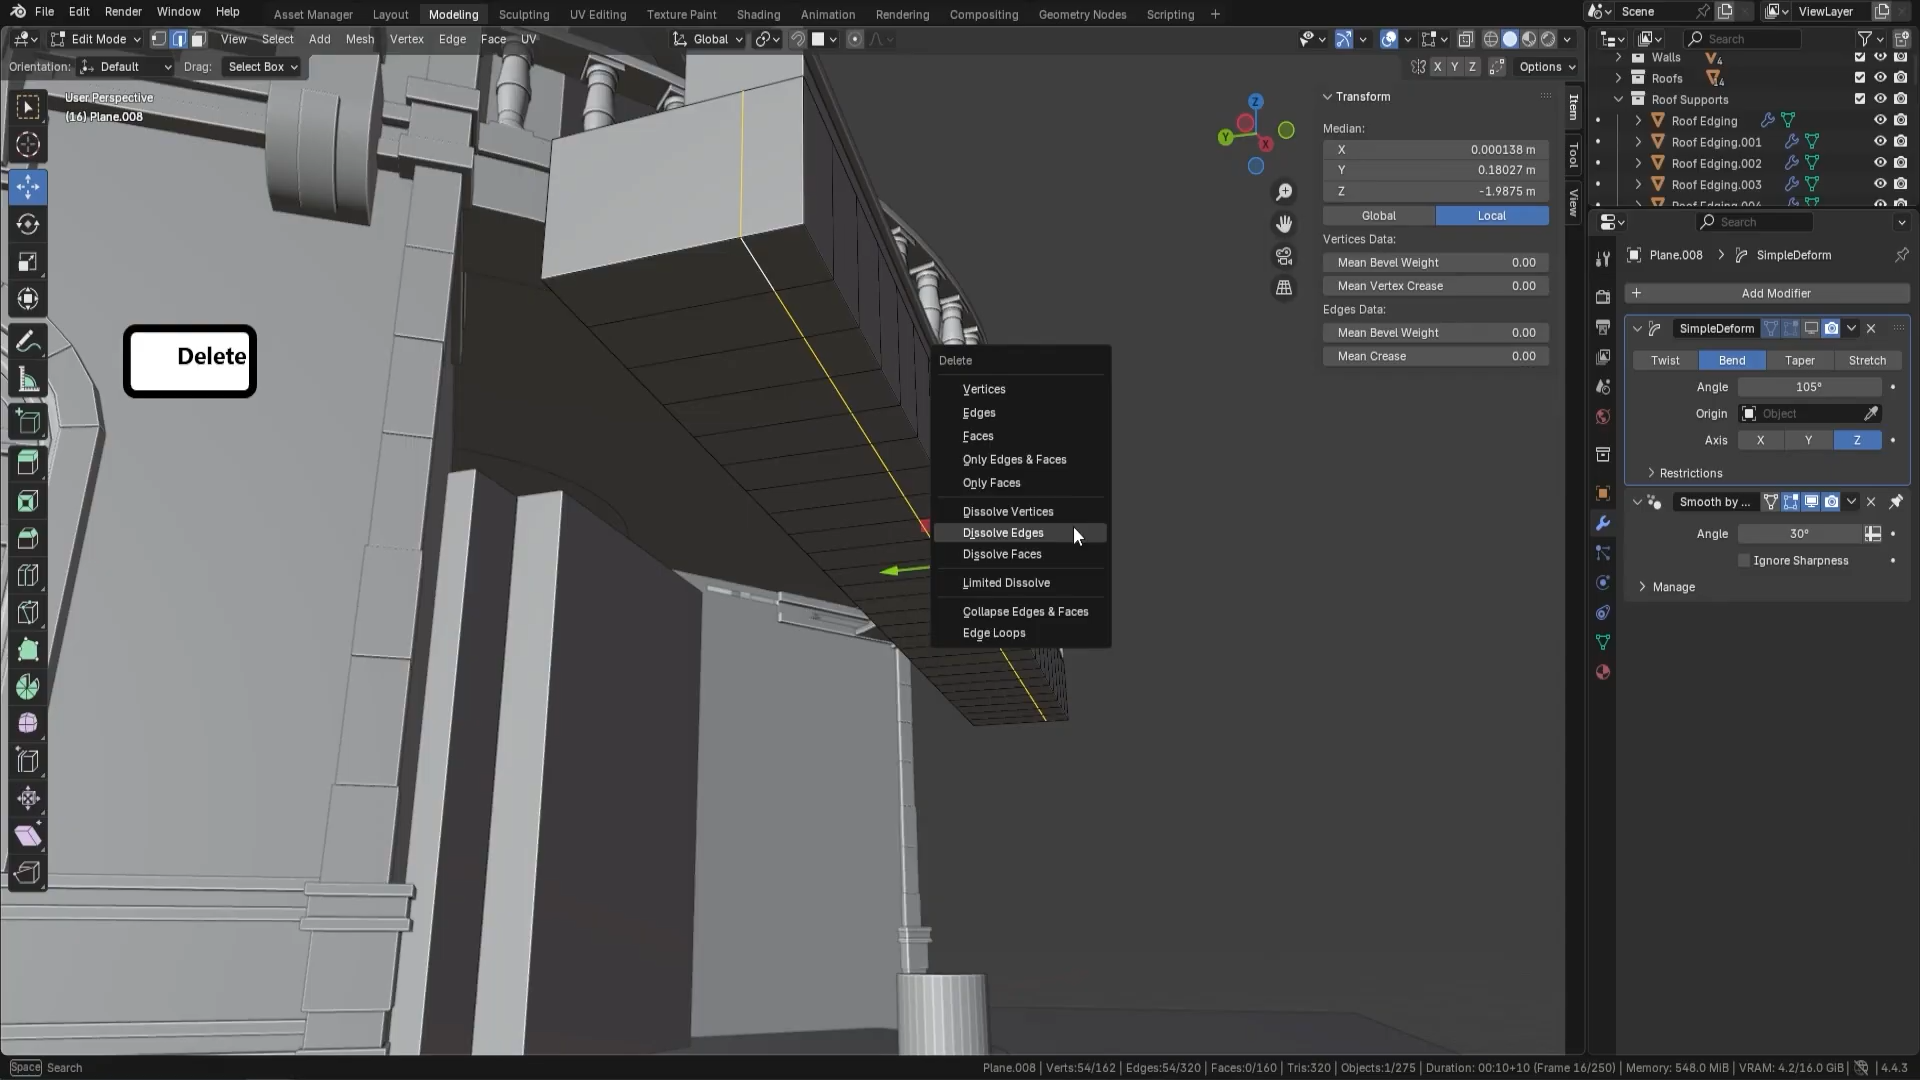 File Edit Render Window Help Asset Manager Layout Modeling Sculpting UV Editing Texture Paint Shading Animation Rendering Compositing Geometry Nodes Scripting + Scene ViewLayer
Edit Mode View Select Add Mesh Vertex Edge Face UV Global Search
Orientation: Default Drag: Select Box X Y Z Options
User Perspective
(16) Plane.008
Delete
Z
Y
X
Delete
Vertices
Edges
Faces
Only Edges & Faces
Only Faces
Dissolve Vertices
Dissolve Edges
Dissolve Faces
Limited Dissolve
Collapse Edges & Faces
Edge Loops
Transform
Median:
X 0.000138 m
Y 0.18027 m
Z -1.9875 m
Global Local
Vertices Data:
Mean Bevel Weight 0.00
Mean Vertex Crease 0.00
Edges Data:
Mean Bevel Weight 0.00
Mean Crease 0.00
Item
Tool
View
Walls 4
Roofs 14
Roof Supports
Roof Edging
Roof Edging.001
Roof Edging.002
Roof Edging.003
Roof Edging.004
Search
Plane.008 > SimpleDeform
+ Add Modifier
SimpleDeform
Twist Bend Taper Stretch
Angle 105°
Origin Object
Axis X Y Z
Restrictions
Smooth by ...
Angle 30°
Ignore Sharpness
Manage
Space Search
Plane.008 | Verts:54/162 | Edges:54/320 | Faces:0/160 | Tris:320 | Objects:1/275 | Duration: 00:10+10 (Frame 16/250) | Memory: 548.0 MiB | VRAM: 4.2/16.0 GiB | 4.4.3